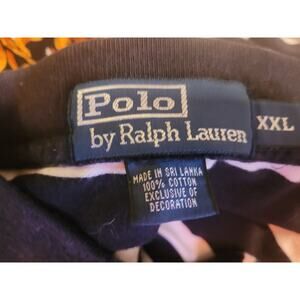 Polo
by Ralph Lauren
XXL
MADE IN SRI LANKA
100% COTTON
EXCLUSIVE OF
DECORATION